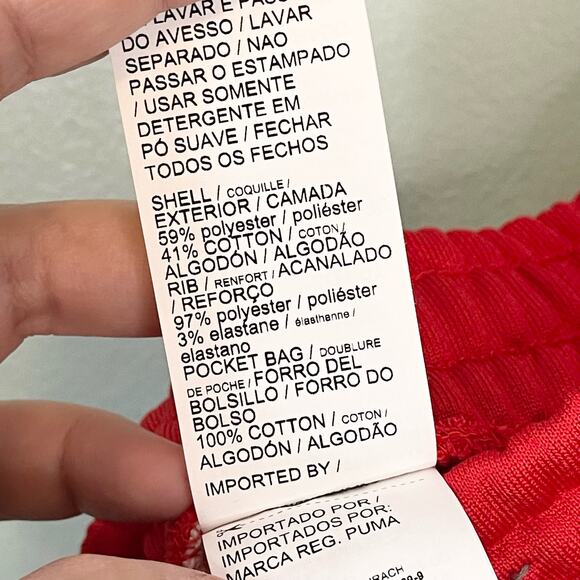 LAVAR E
DO AVESSO / LAVAR
SEPARADO / NAO
PASSAR O ESTAMPADO
/ USAR SOMENTE
DETERGENTE EM
PÓ SUAVE / FECHAR
TODOS OS FECHOS
SHELL / COQUILLE /
EXTERIOR / CAMADA
59% polyester / poliéster
41% COTTON / COTON /
ALGODÓN / ALGODÃO
RIB / RENFORT / ACANALADO
/ REFORÇO
97% polyester / poliéster
3% elastane / élasthanne /
elastano
POCKET BAG / DOUBLURE
DE POCHE / FORRO DEL
BOLSILLO / FORRO DO
BOLSO
100% COTTON / COTON /
ALGODÓN / ALGODÃO
IMPORTED BY /
IMPORTADO POR /
IMPORTADOS POR:
MARCA REG. PUMA